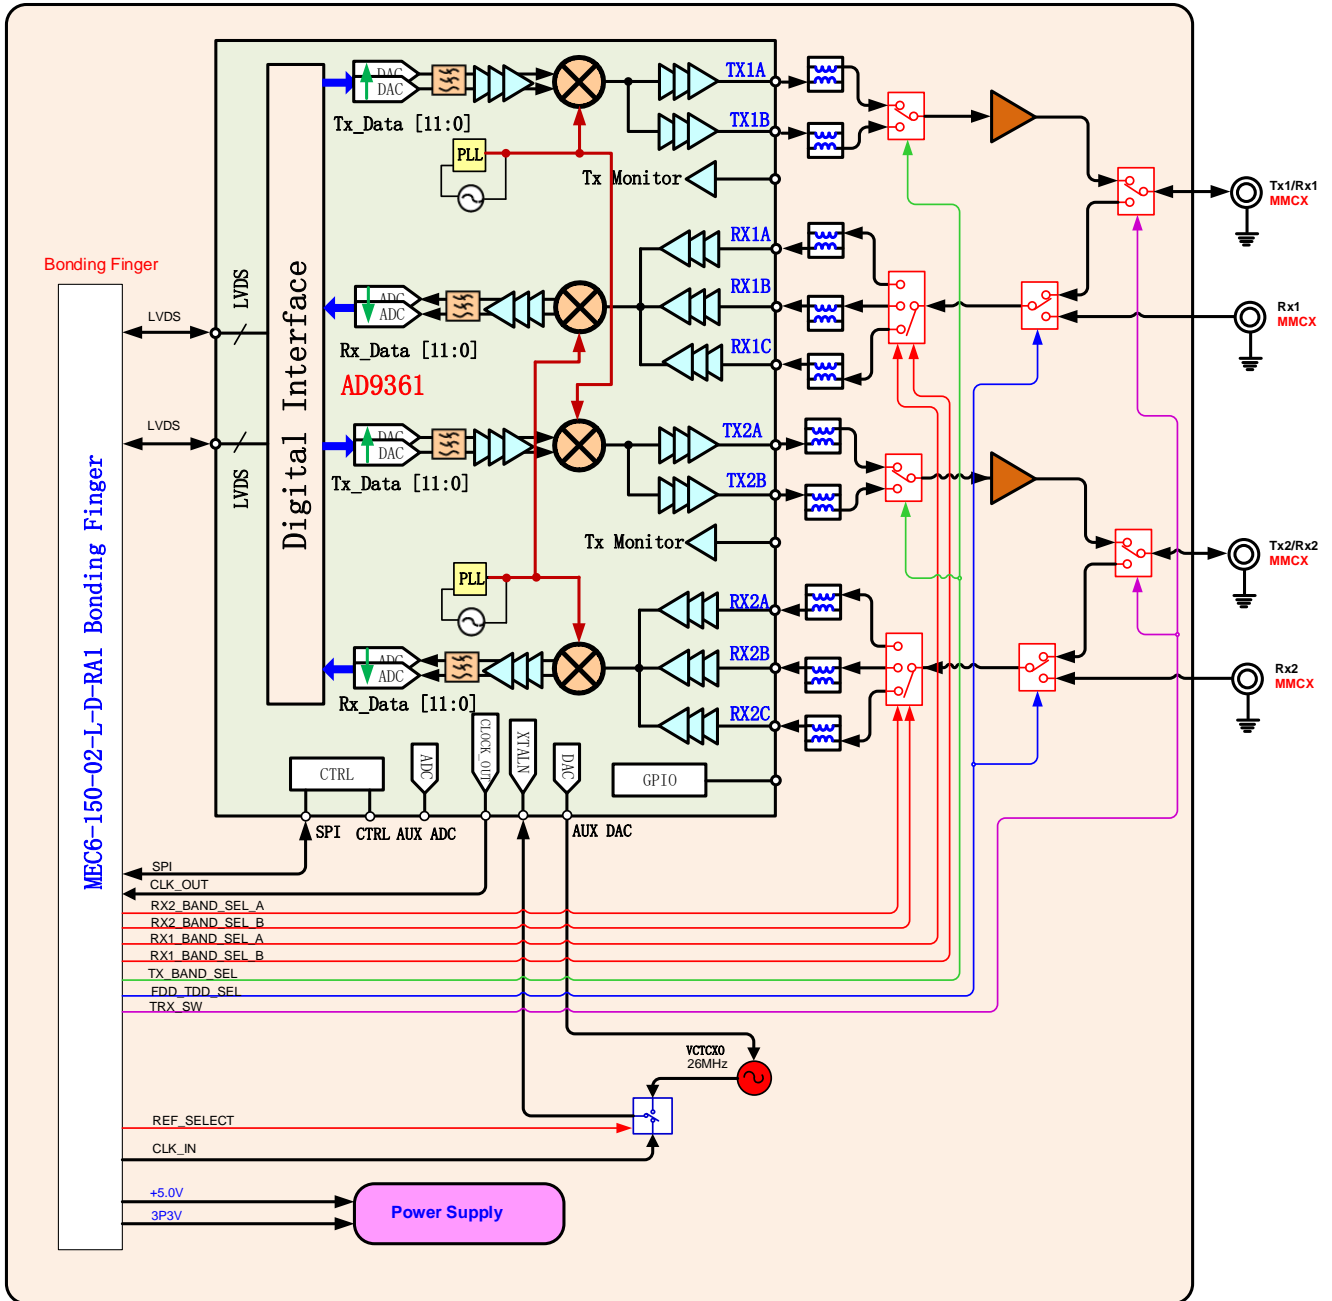 DAC
DAC
Tx_Data [11:0]
TX1A
TX1B
PLL
Tx Monitor
Tx1/Rx1
MMCX
Bonding Finger
LVDS
LVDS
Digital Interface
ADC
ADC
Rx_Data [11:0]
AD9361
RX1A
RX1B
RX1C
Rx1
MMCX
LVDS
LVDS
DAC
DAC
Tx_Data [11:0]
TX2A
TX2B
Tx Monitor
Tx2/Rx2
MMCX
MEC6-150-02-L-D-RA1 Bonding Finger
PLL
ADC
ADC
Rx_Data [11:0]
RX2A
RX2B
RX2C
Rx2
MMCX
CTRL
ADC
CLOCK_OUT
XTALN
DAC
GPIO
SPI
CTRL
AUX ADC
AUX DAC
SPI
CLK_OUT
RX2_BAND_SEL_A
RX2_BAND_SEL_B
RX1_BAND_SEL_A
RX1_BAND_SEL_B
TX_BAND_SEL
FDD_TDD_SEL
TRX_SW
VCTCXO
26MHz
REF_SELECT
CLK_IN
+5.0V
3P3V
Power Supply